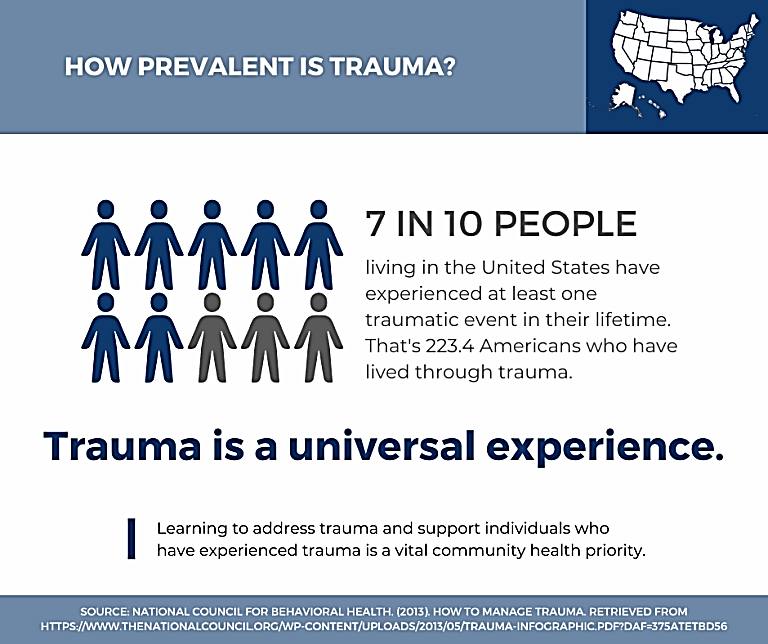 HOW PREVALENT IS TRAUMA?
7 IN 10 PEOPLE
living in the United States have
experienced at least one
traumatic event in their lifetime.
That's 223.4 Americans who have
lived through trauma.
Trauma is a universal experience.
Learning to address trauma and support individuals who
have experienced trauma is a vital community health priority.
SOURCE: NATIONAL COUNCIL FOR BEHAVIORAL HEALTH. (2013). HOW TO MANAGE TRAUMA. RETRIEVED FROM
HTTPS://WWW.THENATIONALCOUNCIL.ORG/WP-CONTENT/UPLOADS/2013/05/TRAUMA-INFOGRAPHIC.PDF?DAF=375ATETBD56